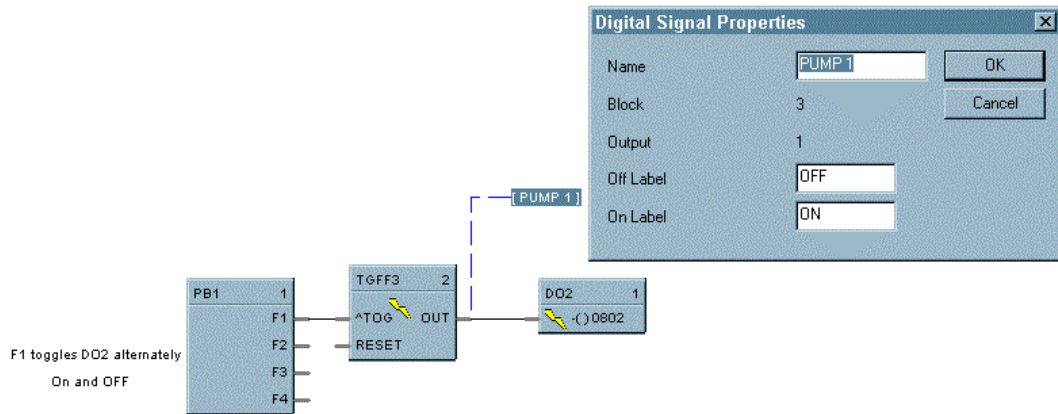 Digital Signal Properties
Name PUMP 1 OK
Block 3 Cancel
Output 1
Off Label OFF
On Label ON
[ PUMP 1 ]
PB1 1
F1
F2
F3
F4
TGFF3 2
^TOG OUT
RESET
DO2 1
-( ) 0802
F1 toggles DO2 alternately
On and OFF